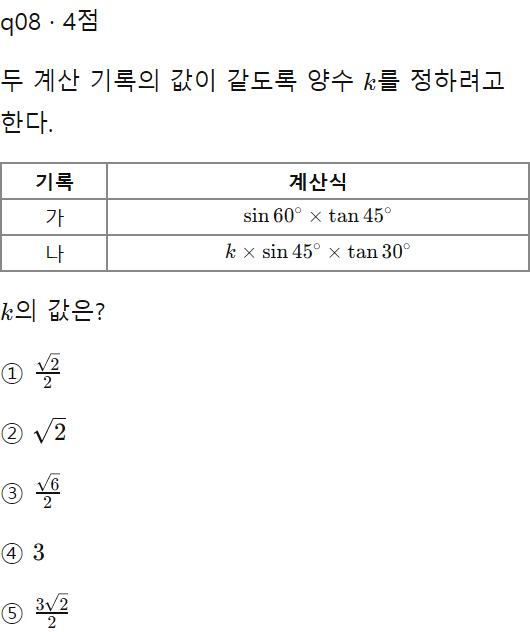 q08 · 4점
두 계산 기록의 값이 같도록 양수 k를 정하려고
한다.
기록 계산식
가 sin 60° × tan 45°
나 k × sin 45° × tan 30°
k의 값은?
① √2/2
② √2
③ √6/2
④ 3
⑤ 3√2/2